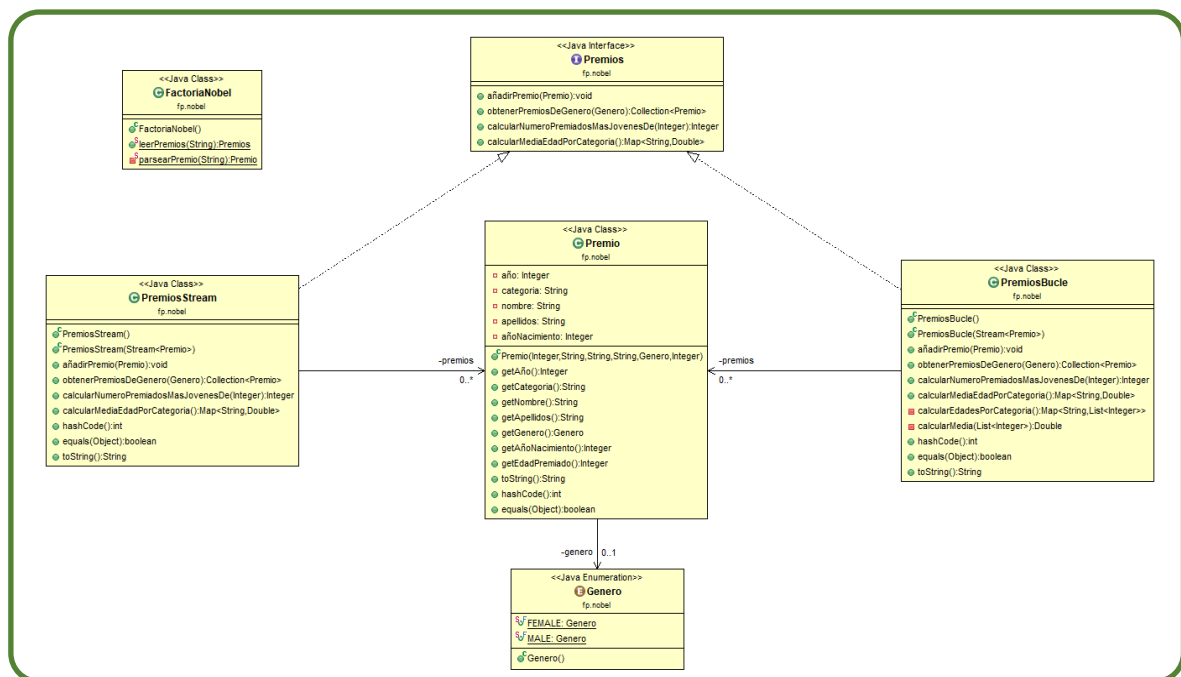 <<Java Class>>
FactoriaNobel
fp.nobel
FactoriaNobel()
leerPremios(String):Premios
parsearPremio(String):Premio
<<Java Interface>>
Premios
fp.nobel
añadirPremio(Premio):void
obtenerPremiosDeGenero(Genero):Collection<Premio>
calcularNumeroPremiadosMasJovenesDe(Integer):Integer
calcularMediaEdadPorCategoria():Map<String,Double>
<<Java Class>>
PremiosStream
fp.nobel
PremiosStream()
PremiosStream(Stream<Premio>)
añadirPremio(Premio):void
obtenerPremiosDeGenero(Genero):Collection<Premio>
calcularNumeroPremiadosMasJovenesDe(Integer):Integer
calcularMediaEdadPorCategoria():Map<String,Double>
hashCode():int
equals(Object):boolean
toString():String
-premios
0..*
<<Java Class>>
Premio
fp.nobel
año: Integer
categoria: String
nombre: String
apellidos: String
añoNacimiento: Integer
Premio(Integer,String,String,String,Genero,Integer)
getAño():Integer
getCategoria():String
getNombre():String
getApellidos():String
getGenero():Genero
getAñoNacimiento():Integer
getEdadPremiado():Integer
toString():String
hashCode():int
equals(Object):boolean
-premios
0..*
<<Java Class>>
PremiosBucle
fp.nobel
PremiosBucle()
PremiosBucle(Stream<Premio>)
añadirPremio(Premio):void
obtenerPremiosDeGenero(Genero):Collection<Premio>
calcularNumeroPremiadosMasJovenesDe(Integer):Integer
calcularMediaEdadPorCategoria():Map<String,Double>
calcularEdadesPorCategoria():Map<String,List<Integer>>
calcularMedia(List<Integer>):Double
hashCode():int
equals(Object):boolean
toString():String
-genero 0..1
<<Java Enumeration>>
Genero
fp.nobel
FEMALE: Genero
MALE: Genero
Genero()